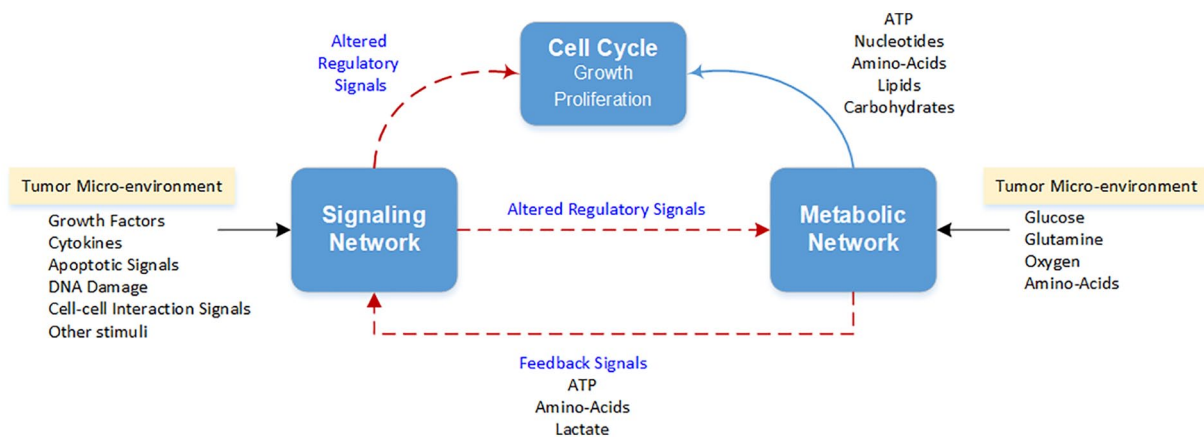 Altered
Regulatory
Signals
Cell Cycle
Growth
Proliferation
ATP
Nucleotides
Amino-Acids
Lipids
Carbohydrates
Tumor Micro-environment
Growth Factors
Cytokines
Apoptotic Signals
DNA Damage
Cell-cell Interaction Signals
Other stimuli
Signaling
Network
Altered Regulatory Signals
Metabolic
Network
Tumor Micro-environment
Glucose
Glutamine
Oxygen
Amino-Acids
Feedback Signals
ATP
Amino-Acids
Lactate